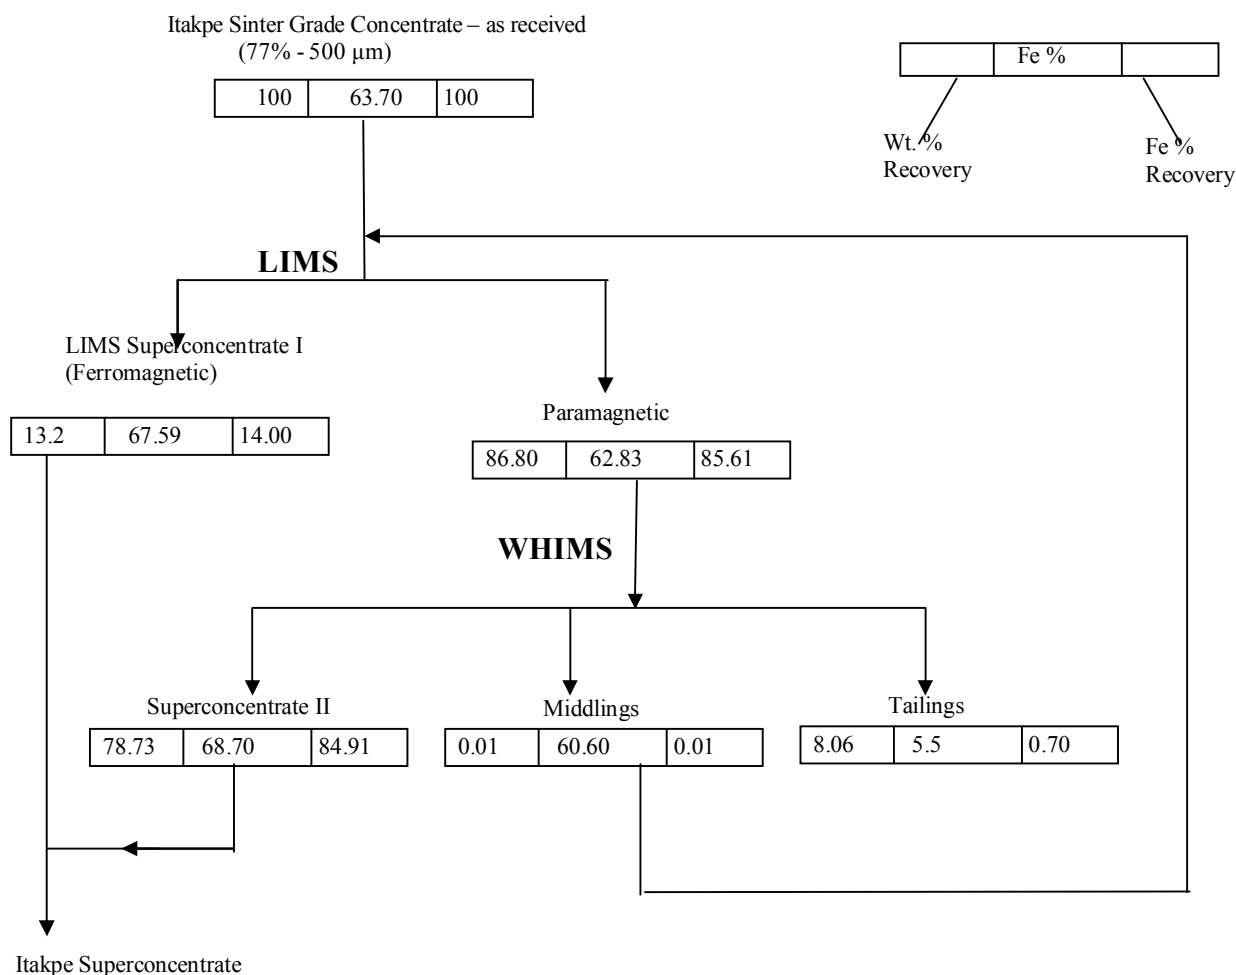 Itakpe Sinter Grade Concentrate – as received
(77% - 500 µm)
100 63.70 100
Fe %
Wt. %
Recovery
Fe %
Recovery
LIMS
LIMS Superconcentrate I
(Ferromagnetic)
13.2 67.59 14.00
Paramagnetic
86.80 62.83 85.61
WHIMS
Superconcentrate II
78.73 68.70 84.91
Middlings
0.01 60.60 0.01
Tailings
8.06 5.5 0.70
Itakpe Superconcentrate